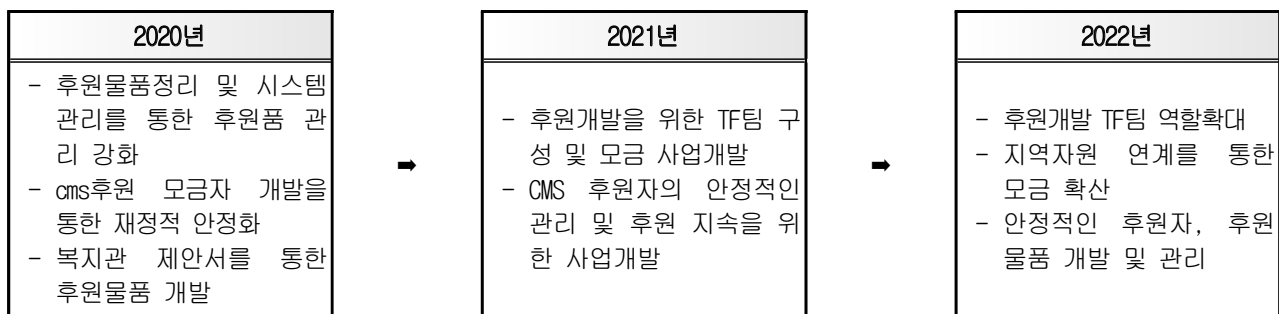 2020년
- 후원물품정리 및 시스템
관리를 통한 후원품 관
리 강화
- cms후원 모금자 개발을
통한 재정적 안정화
- 복지관 제안서를 통한
후원물품 개발
➡
2021년
- 후원개발을 위한 TF팀 구
성 및 모금 사업개발
- CMS 후원자의 안정적인
관리 및 후원 지속을 위
한 사업개발
➡
2022년
- 후원개발 TF팀 역할확대
- 지역자원 연계를 통한
모금 확산
- 안정적인 후원자, 후원
물품 개발 및 관리